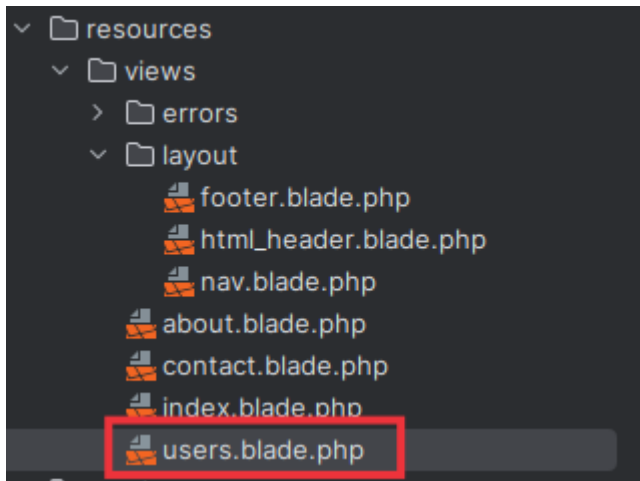 resources
views
errors
layout
footer.blade.php
html_header.blade.php
nav.blade.php
about.blade.php
contact.blade.php
index.blade.php
users.blade.php